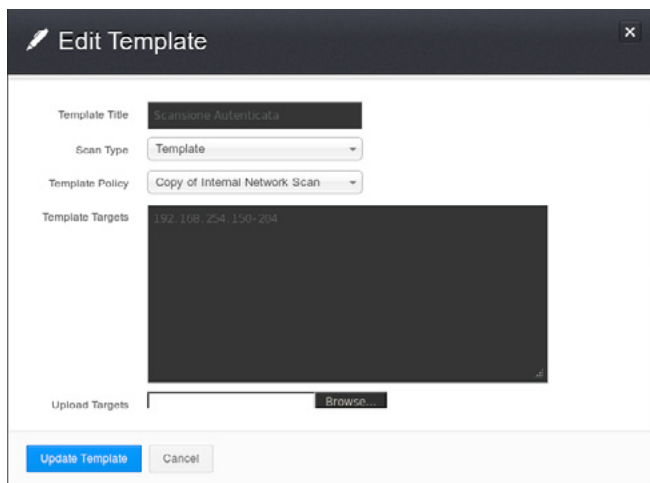 Edit Template
Template Title
Scansione Autenticata
Scan Type
Template
Template Policy
Copy of Internal Network Scan
Template Targets
192.168.254.150-204
Upload Targets
Browse...
Update Template
Cancel